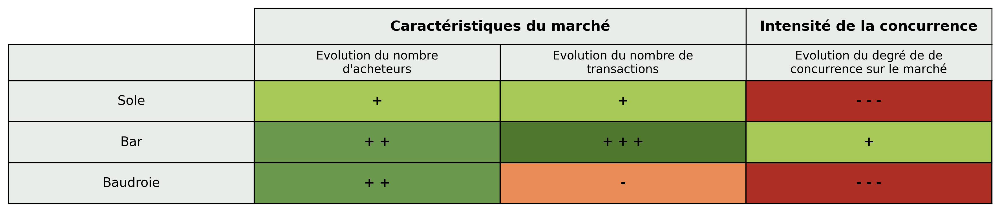 Caractéristiques du marché
Intensité de la concurrence
Evolution du nombre
d'acheteurs
Evolution du nombre de
transactions
Evolution du degré de de
concurrence sur le marché
Sole
+
+
- - -
Bar
+ +
+ + +
+
Baudroie
+ +
-
- - -